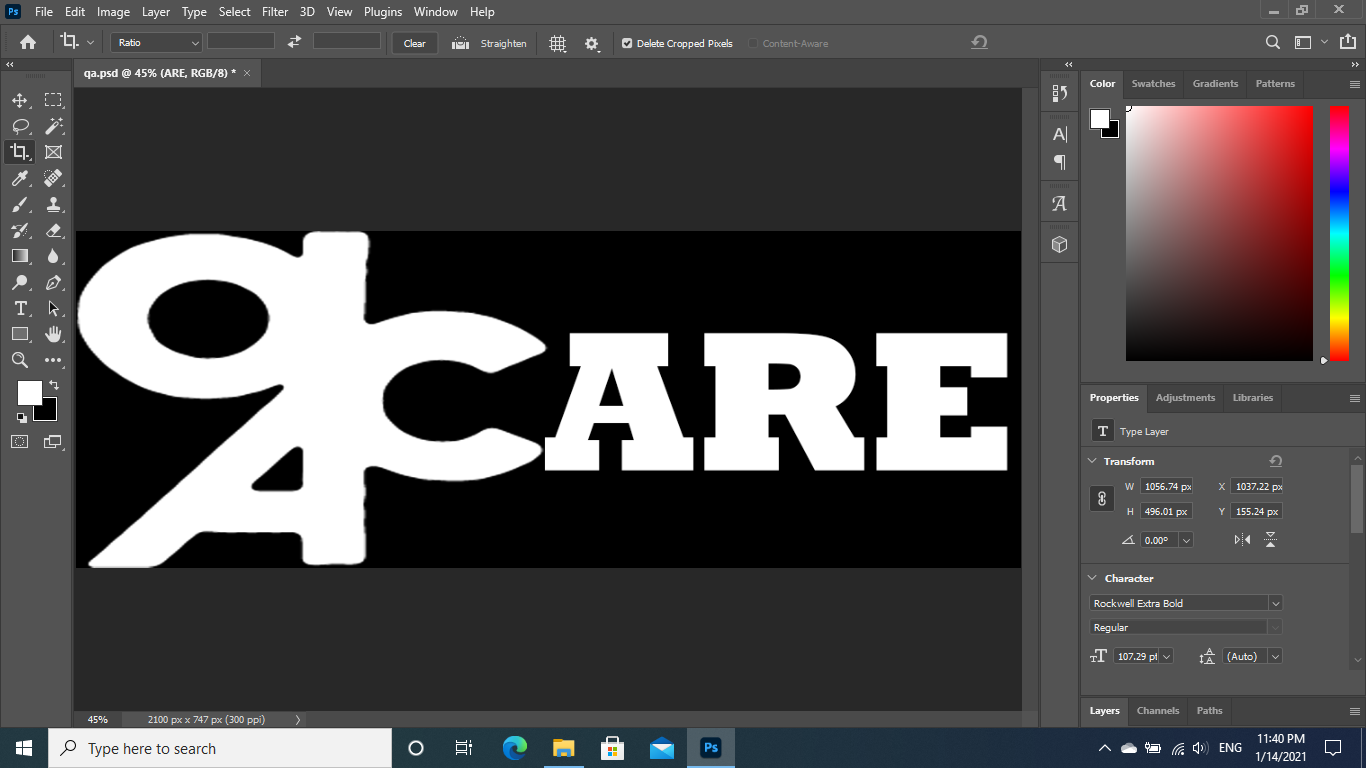 Ps File Edit Image Layer Type Select Filter 3D View Plugins Window Help
Ratio Clear Straighten Delete Cropped Pixels Content-Aware
qa.psd @ 45% (ARE, RGB/8) * ×
Color Swatches Gradients Patterns
QA CARE
Properties Adjustments Libraries
T Type Layer
Transform
W 1056.74 px X 1037.22 px
H 496.01 px Y 155.24 px
0.00°
Character
Rockwell Extra Bold
Regular
107.29 pt (Auto)
Layers Channels Paths
45% 2100 px x 747 px (300 ppi)
Type here to search
Ps
ENG
11:40 PM
1/14/2021